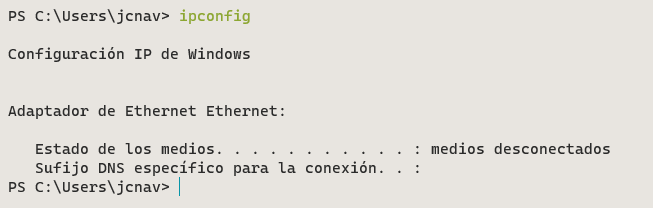 PS C:\Users\jcnav> ipconfig
Configuración IP de Windows
Adaptador de Ethernet Ethernet:
Estado de los medios. . . . . . . . . . . : medios desconectados
Sufijo DNS específico para la conexión. . :
PS C:\Users\jcnav>